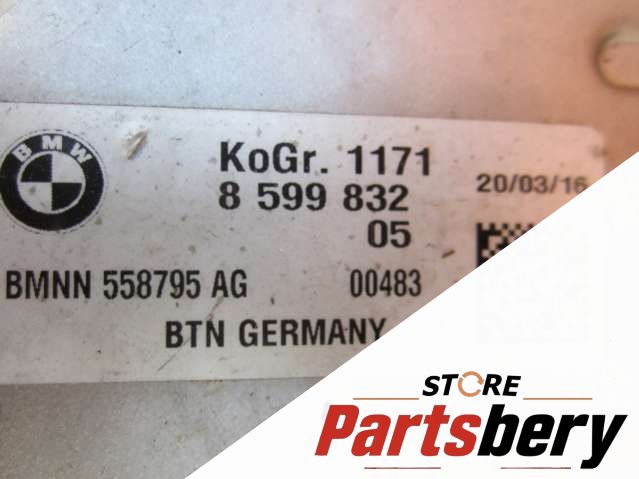 BMW
KoGr. 1171
8 599 832
20/03/16
05
BMNN 558795 AG 00483
BTN GERMANY
STORE
Partsbery